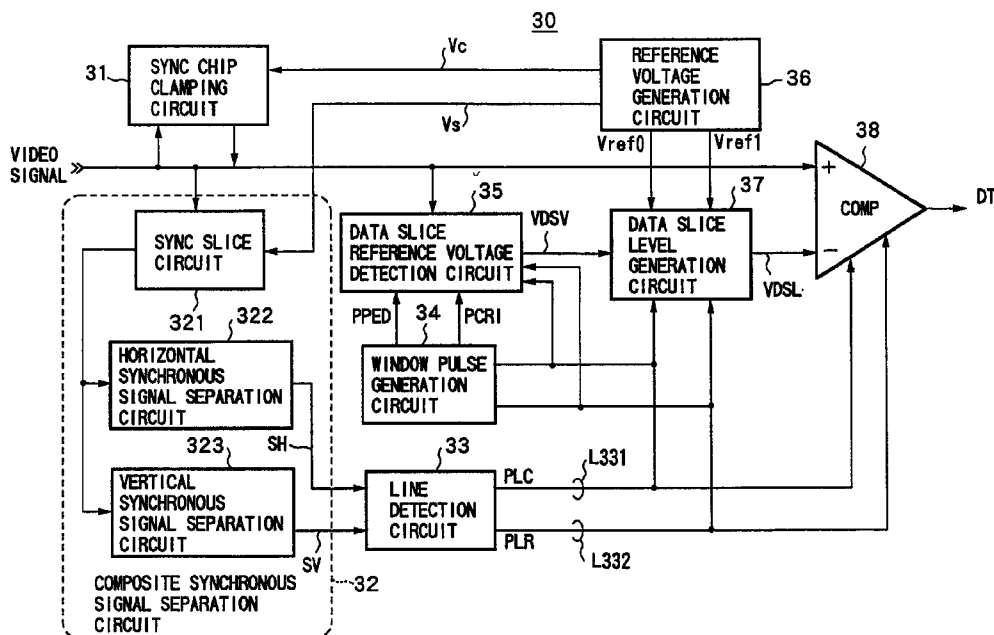 30
Vc
31
SYNC CHIP
CLAMPING
CIRCUIT
REFERENCE
VOLTAGE
GENERATION
CIRCUIT
36
Vs
Vref0
Vref1
38
VIDEO
SIGNAL
+
COMP
−
DT
35
37
SYNC SLICE
CIRCUIT
321
DATA SLICE
REFERENCE VOLTAGE
DETECTION CIRCUIT
VDSV
DATA SLICE
LEVEL
GENERATION
CIRCUIT
VDSL
322
PPED
34
PCRI
HORIZONTAL
SYNCHRONOUS
SIGNAL SEPARATION
CIRCUIT
WINDOW PULSE
GENERATION
CIRCUIT
323
SH
33
L331
VERTICAL
SYNCHRONOUS
SIGNAL SEPARATION
CIRCUIT
LINE
DETECTION
CIRCUIT
PLC
PLR
SV
L332
32
COMPOSITE SYNCHRONOUS
SIGNAL SEPARATION
CIRCUIT